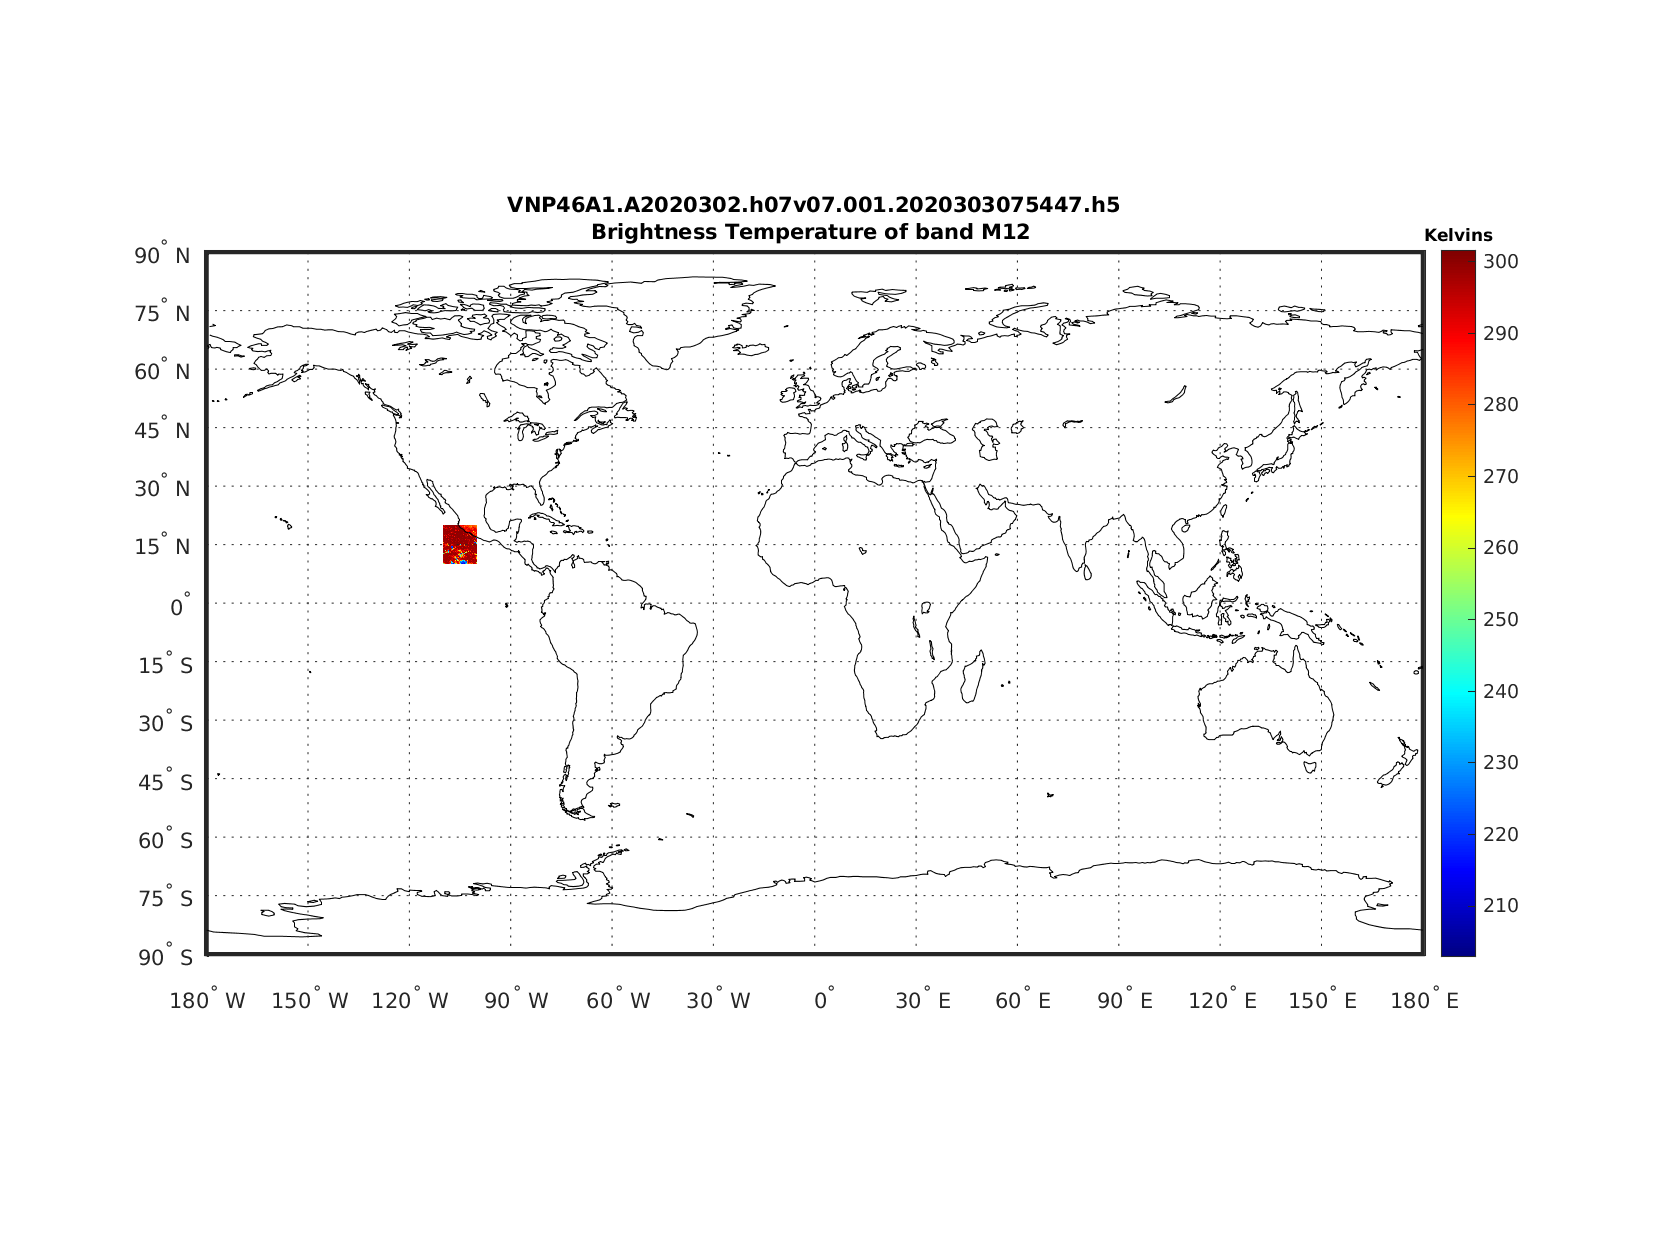 VNP46A1.A2020302.h07v07.001.2020303075447.h5
Brightness Temperature of band M12
Kelvins
90° N
75° N
60° N
45° N
30° N
15° N
0°
15° S
30° S
45° S
60° S
75° S
90° S
180° W 150° W 120° W 90° W 60° W 30° W 0° 30° E 60° E 90° E 120° E 150° E 180° E
300
290
280
270
260
250
240
230
220
210